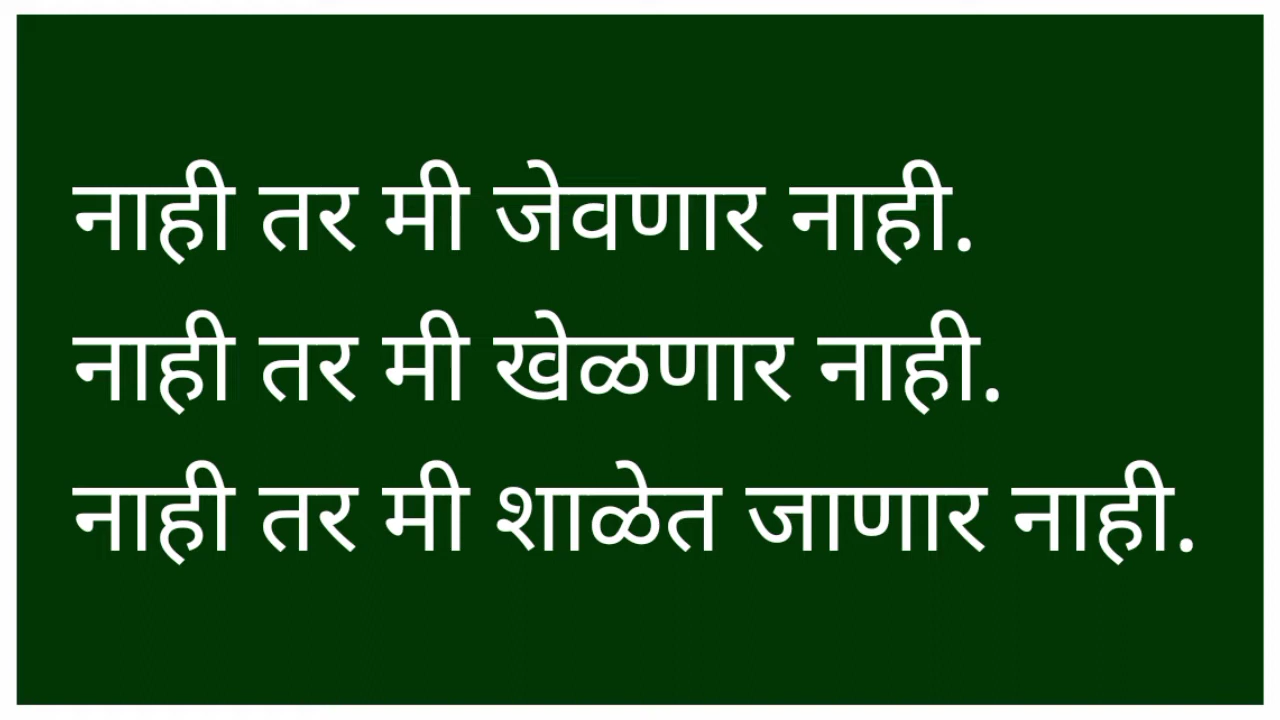 नाही तर मी जेवणार नाही.
नाही तर मी खेळणार नाही.
नाही तर मी शाळेत जाणार नाही.